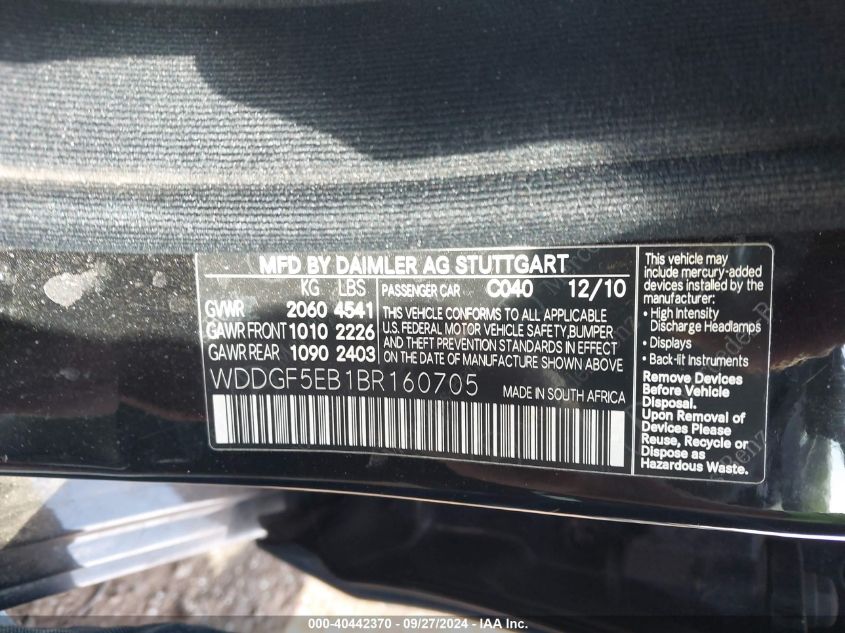 MFD BY DAIMLER AG STUTTGART
KG LBS
GVWR 2060 4541
GAWR FRONT 1010 2226
GAWR REAR 1090 2403
PASSENGER CAR C040 12/10
THIS VEHICLE CONFORMS TO ALL APPLICABLE
U.S. FEDERAL MOTOR VEHICLE SAFETY, BUMPER
AND THEFT PREVENTION STANDARDS IN EFFECT
ON THE DATE OF MANUFACTURE SHOWN ABOVE
WDDGF5EB1BR160705 MADE IN SOUTH AFRICA
This vehicle may
include mercury-added
devices installed by the
manufacturer:
• High Intensity
Discharge Headlamps
• Displays
• Back-lit Instruments
Remove Devices
Before Vehicle
Disposal.
Upon Removal of
Devices Please
Reuse, Recycle or
Dispose as
Hazardous Waste.
000-40442370 - 09/27/2024 - IAA Inc.